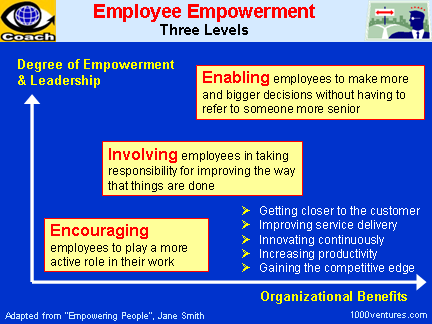 Coach
Employee Empowerment
Three Levels
Degree of Empowerment
& Leadership
Enabling employees to make more
and bigger decisions without having to
refer to someone more senior
Involving employees in taking
responsibility for improving the way
that things are done
Encouraging
employees to play a more
active role in their work
➢ Getting closer to the customer
➢ Improving service delivery
➢ Innovating continuously
➢ Increasing productivity
➢ Gaining the competitive edge
Organizational Benefits
Adapted from "Empowering People", Jane Smith
1000ventures.com